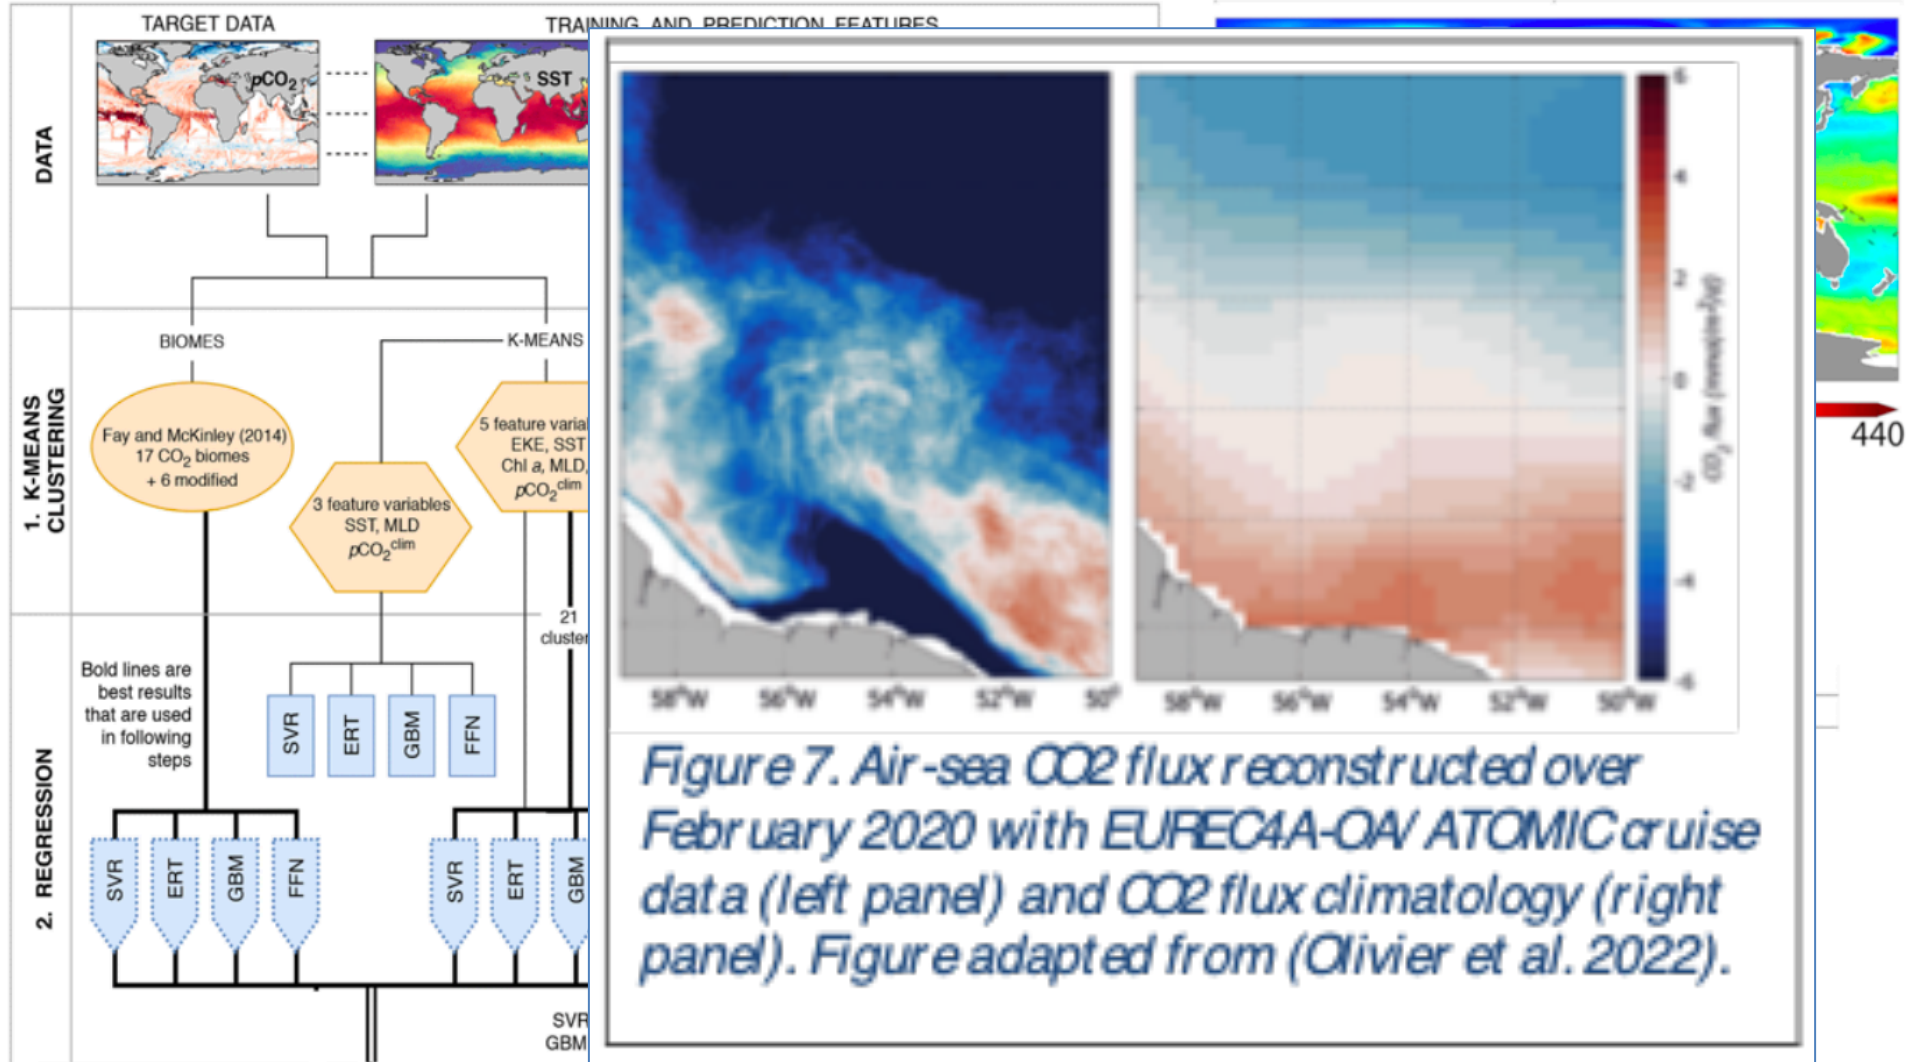 TARGET DATA
TRAINING AND PREDICTION FEATURES
pCO2
SST
DATA
BIOMES
K-MEANS
1. K-MEANS
CLUSTERING
Fay and McKinley (2014)
17 CO2 biomes
+ 6 modified
5 feature
EKE, SST
Chl a, MLD,
pCO2clim
3 feature variables
SST, MLD
pCO2clim
21
Bold lines are
best results
that are used
in following
steps
SVR
ERT
GBM
FFN
2. REGRESSION
SVR
ERT
GBM
FFN
SVR
ERT
GBM
SVR
GBM
58°W
56°W
54°W
52°W
50°
58°W
56°W
54°W
52°W
50°W
0
440
Figure 7. Air-sea CO2 flux reconstructed over
February 2020 with EUREC4A-OA/ATOMIC cruise
data (left panel) and CO2 flux climatology (right
panel). Figure adapted from (Olivier et al. 2022).